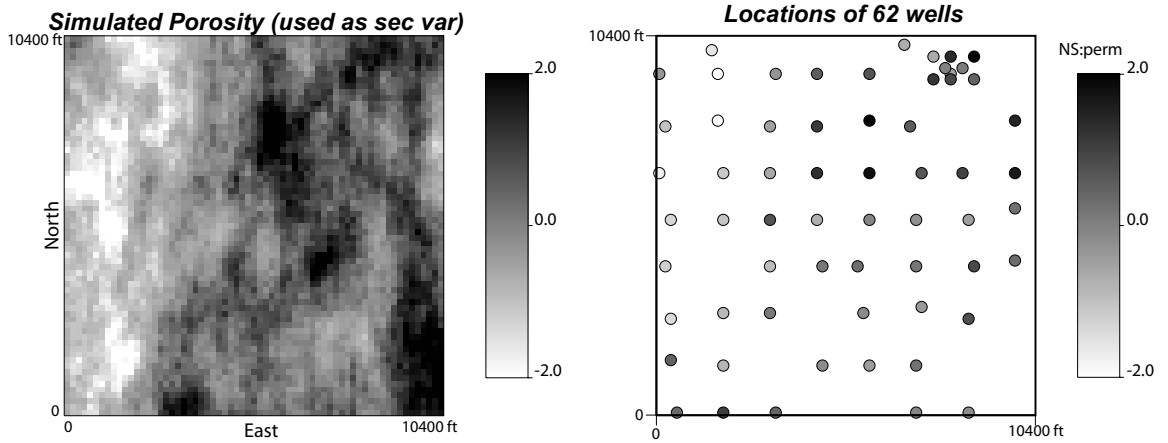 Simulated Porosity (used as sec var)
10400 ft
North
0
0
East
10400 ft
2.0
0.0
-2.0
Locations of 62 wells
10400 ft
0
0
10400 ft
NS:perm
2.0
0.0
-2.0